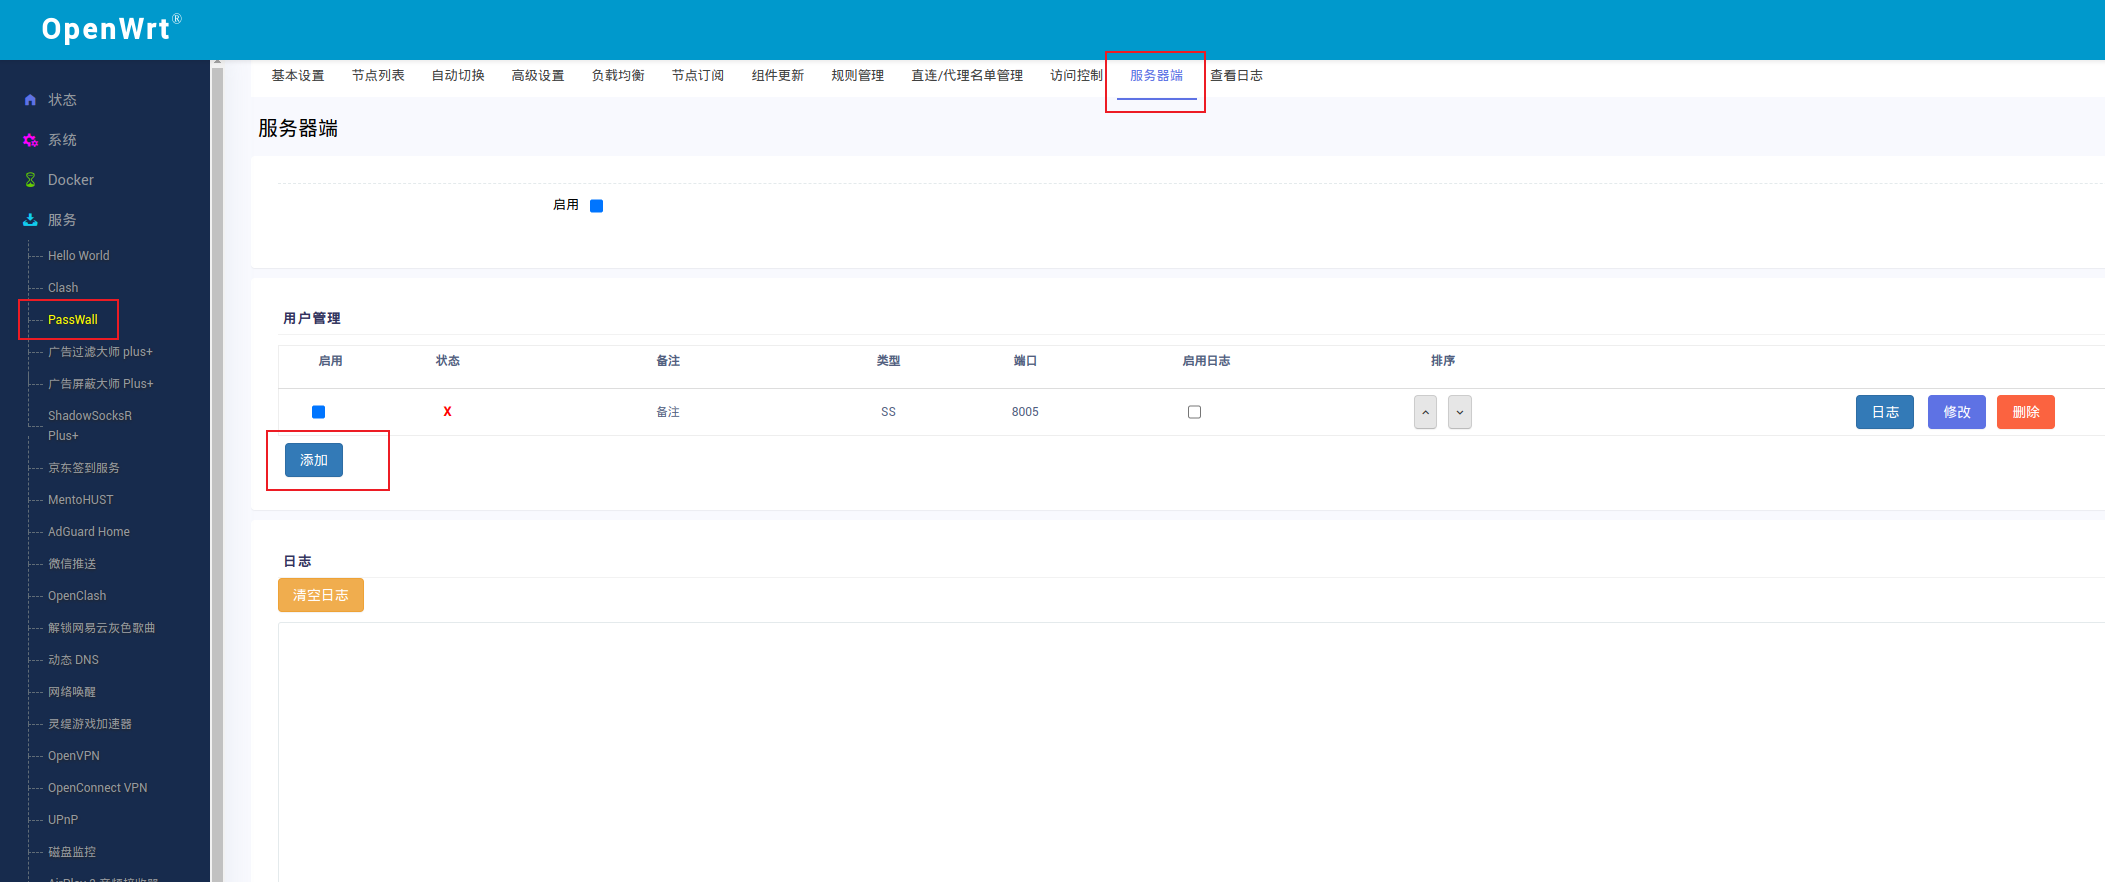 OpenWrt®
状态
系统
Docker
服务
Hello World
Clash
PassWall
广告过滤大师 plus+
广告屏蔽大师 Plus+
ShadowSocksR
Plus+
京东签到服务
MentoHUST
AdGuard Home
微信推送
OpenClash
解锁网易云灰色歌曲
动态 DNS
网络唤醒
灵缇游戏加速器
OpenVPN
OpenConnect VPN
UPnP
磁盘监控
基本设置 节点列表 自动切换 高级设置 负载均衡 节点订阅 组件更新 规则管理 直连/代理名单管理 访问控制 服务器端 查看日志
服务器端
启用
用户管理
启用 状态 备注 类型 端口 启用日志 排序
X 备注 SS 8005 日志 修改 删除
添加
日志
清空日志